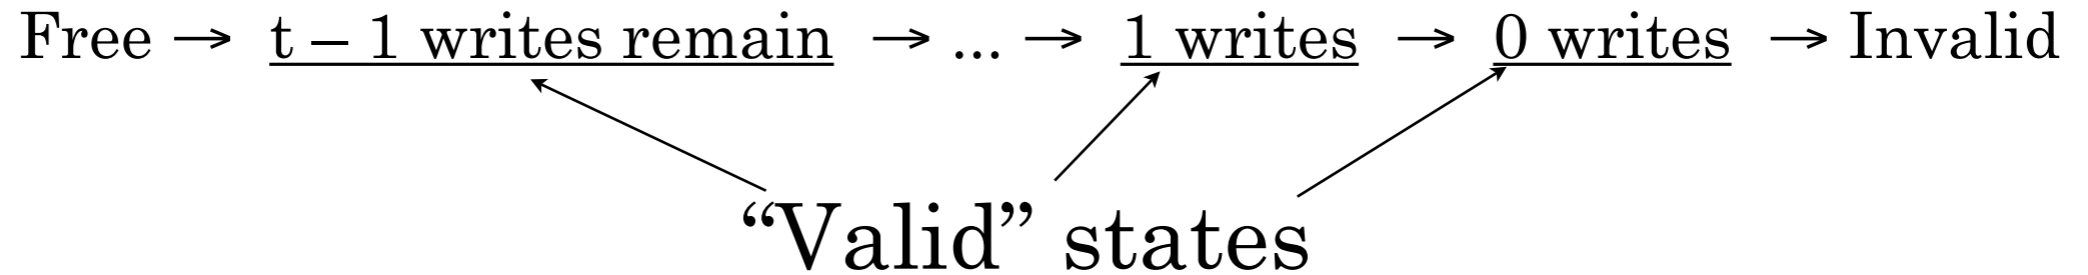 Free → t – 1 writes remain → ... → 1 writes → 0 writes → Invalid
“Valid” states